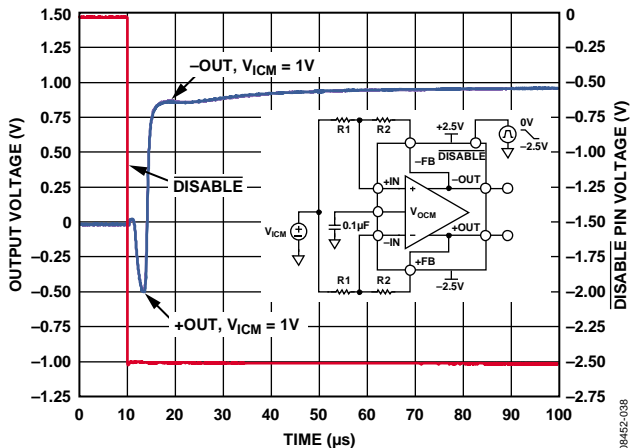 OUTPUT VOLTAGE (V)
1.50
1.25
1.00
0.75
0.50
0.25
0
–0.25
–0.50
–0.75
–1.00
–1.25
0
–0.25
–0.50
–0.75
–1.00
–1.25
–1.50
–1.75
–2.00
–2.25
–2.50
–2.75
DISABLE PIN VOLTAGE (V)
–OUT, VICM = 1V
DISABLE
+OUT, VICM = 1V
R1
R2
+2.5V
0V
–2.5V
–FB
DISABLE
+IN
–OUT
VOCM
VICM
0.1µF
–IN
+OUT
+FB
R1
R2
–2.5V
0
10
20
30
40
50
60
70
80
90
100
TIME (µs)
08452-038